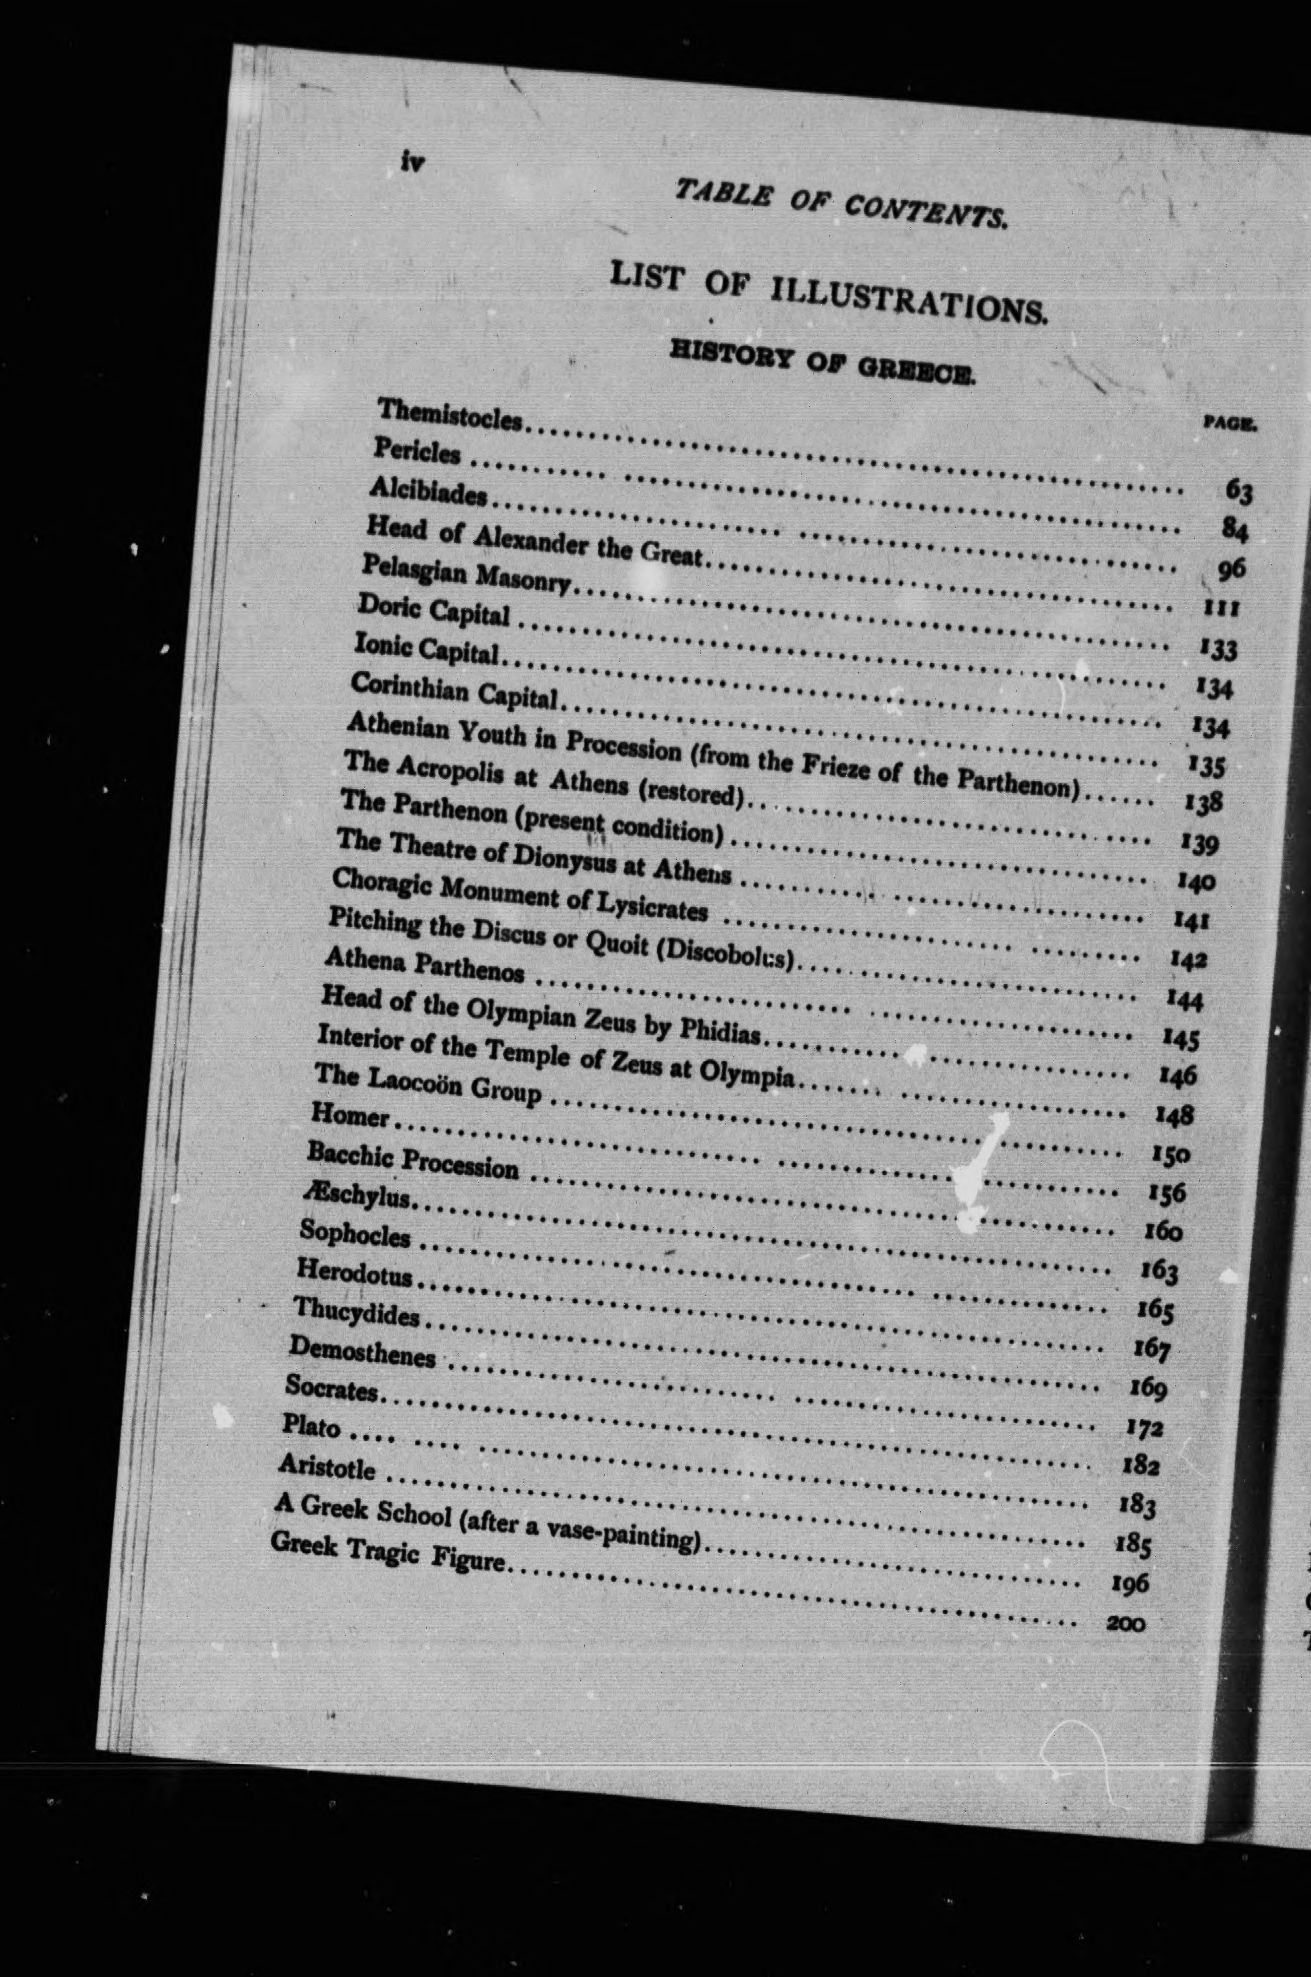 iv
TABLE OF CONTENTS.
LIST OF ILLUSTRATIONS.
HISTORY OF GREECE.
PAGE.
Themistocles........................................ 63
Pericles ........................................ 84
Alcibiades........................................ 96
Head of Alexander the Great........................................ 111
Pelasgian Masonry........................................ 133
Doric Capital ........................................ 134
Ionic Capital........................................ 134
Corinthian Capital........................................ 135
Athenian Youth in Procession (from the Frieze of the Parthenon)...... 138
The Acropolis at Athens (restored)................................ 139
The Parthenon (present condition) ................................ 140
The Theatre of Dionysus at Athens ................................ 141
Choragic Monument of Lysicrates ................................ 142
Pitching the Discus or Quoit (Discobolus)........................... 144
Athena Parthenos ........................................ 145
Head of the Olympian Zeus by Phidias........................... 146
Interior of the Temple of Zeus at Olympia........................ 148
The Laocoön Group ........................................ 150
Homer........................................ 156
Bacchic Procession ........................................ 160
Æschylus........................................ 163
Sophocles ........................................ 165
Herodotus........................................ 167
Thucydides........................................ 169
Demosthenes ........................................ 172
Socrates........................................ 182
Plato ........................................ 183
Aristotle ........................................ 185
A Greek School (after a vase-painting)........................... 196
Greek Tragic Figure........................................ 200